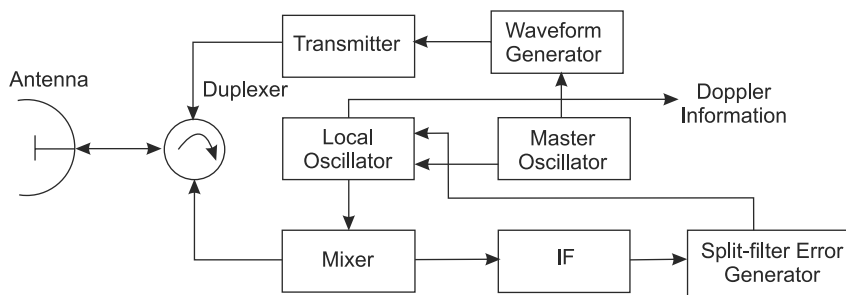 Transmitter
Waveform
Generator
Antenna
Duplexer
Doppler
Information
Local
Oscillator
Master
Oscillator
Mixer
IF
Split-filter Error
Generator